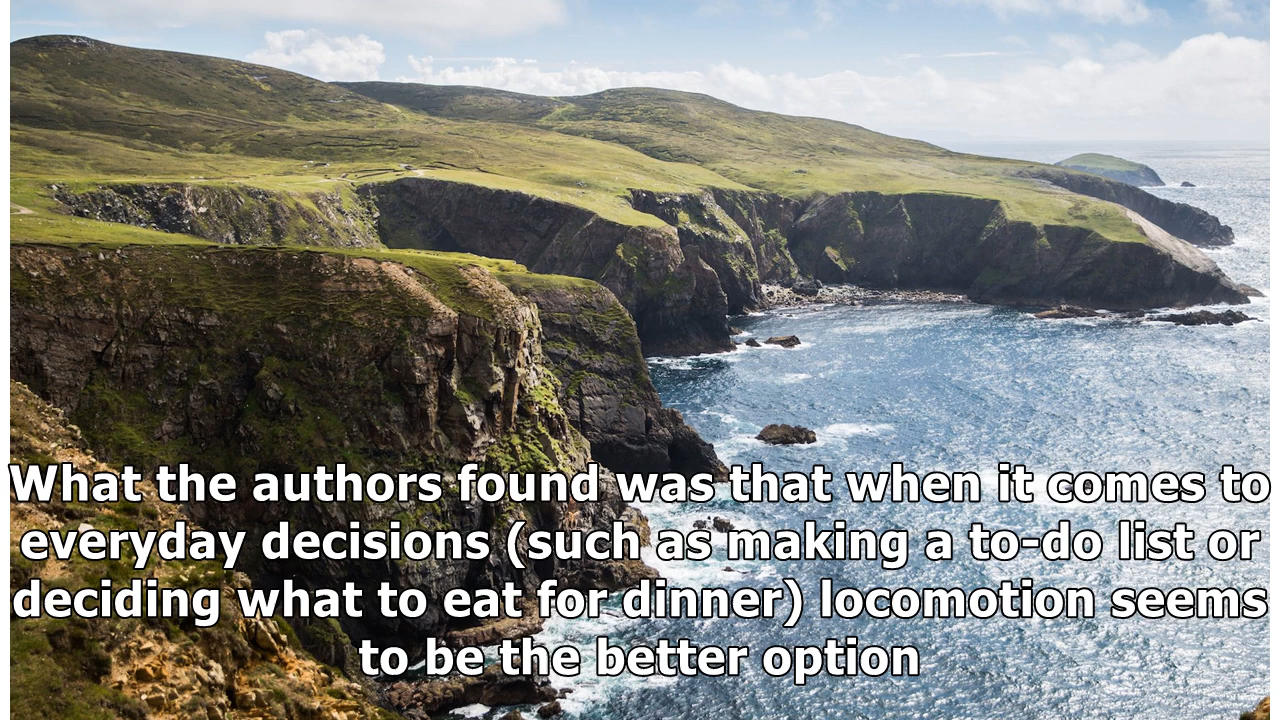 What the authors found was that when it comes to
everyday decisions (such as making a to-do list or
deciding what to eat for dinner) locomotion seems
to be the better option